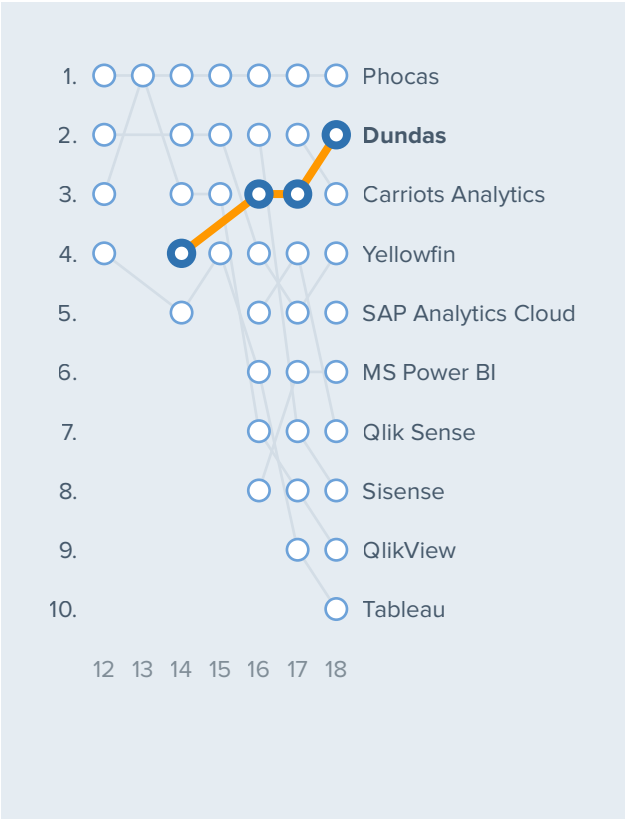 1. Phocas
2. Dundas
3. Carriots Analytics
4. Yellowfin
5. SAP Analytics Cloud
6. MS Power BI
7. Qlik Sense
8. Sisense
9. QlikView
10. Tableau
12 13 14 15 16 17 18